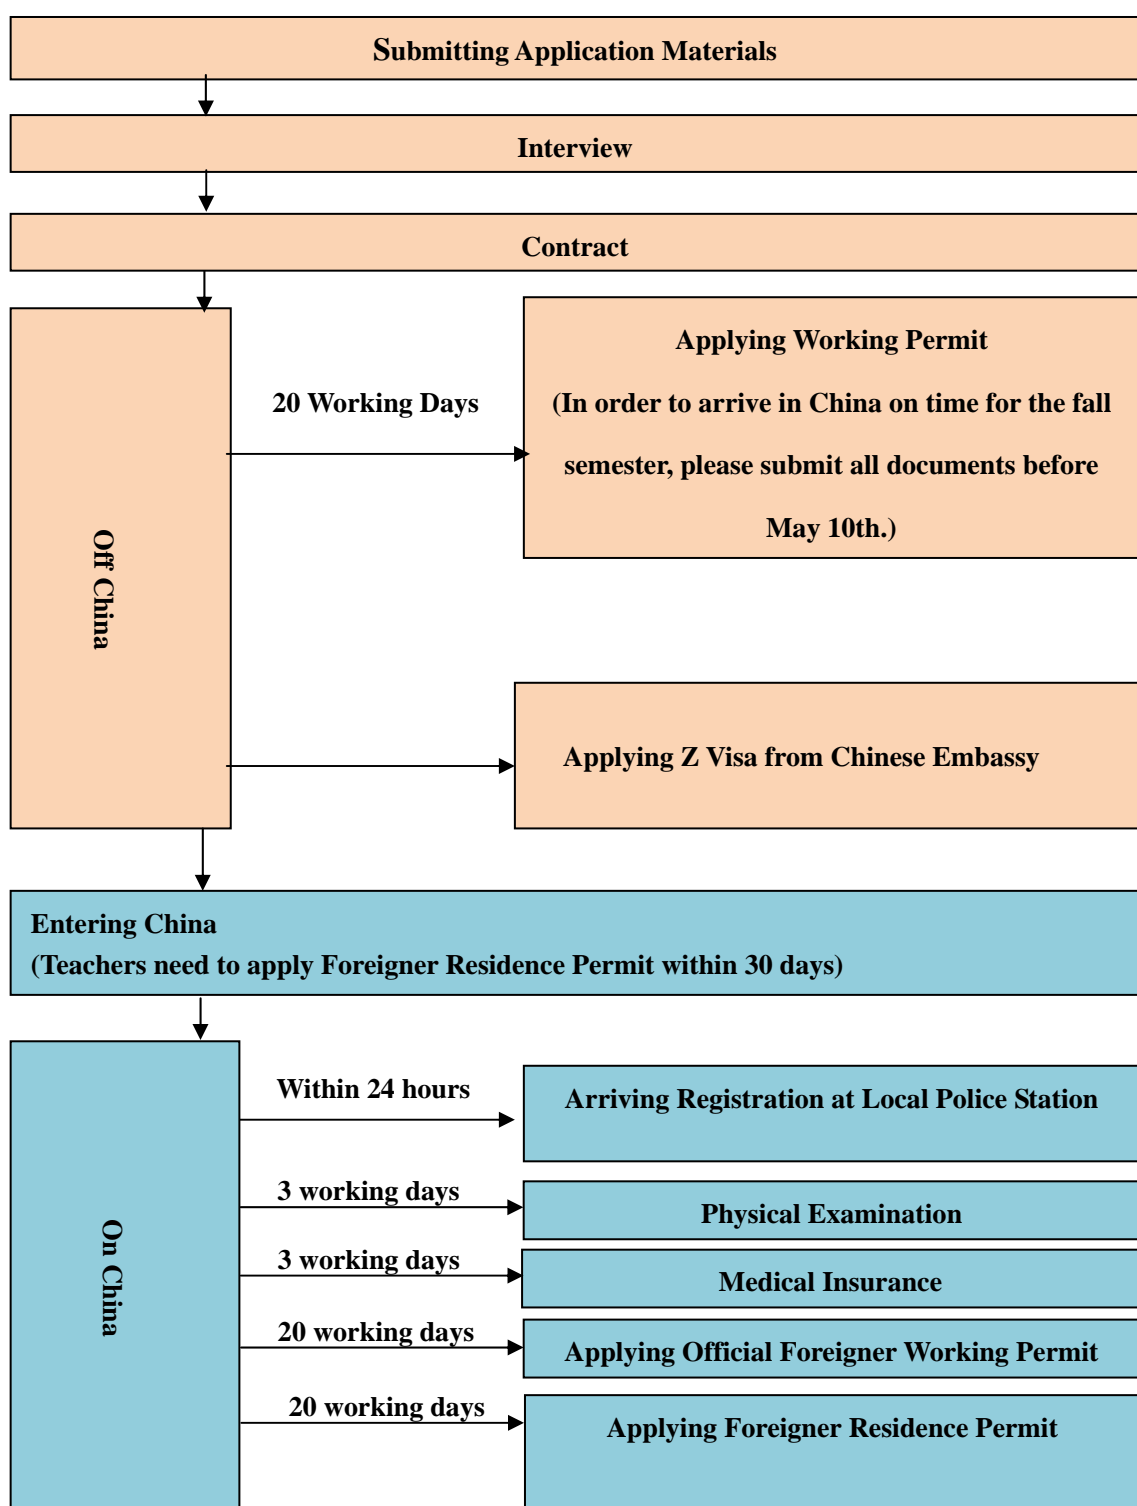 Submitting Application Materials
Interview
Contract
Off China
20 Working Days
Applying Working Permit
(In order to arrive in China on time for the fall
semester, please submit all documents before
May 10th.)
Applying Z Visa from Chinese Embassy
Entering China
(Teachers need to apply Foreigner Residence Permit within 30 days)
On China
Within 24 hours
Arriving Registration at Local Police Station
3 working days
Physical Examination
3 working days
Medical Insurance
20 working days
Applying Official Foreigner Working Permit
20 working days
Applying Foreigner Residence Permit